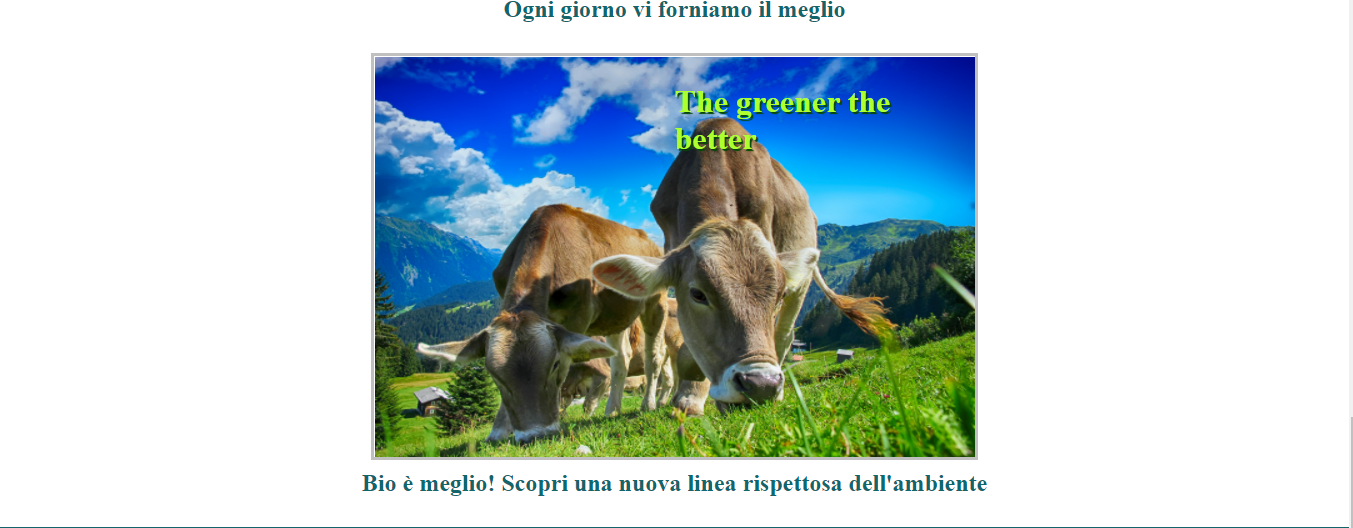 Ogni giorno vi forniamo il meglio
The greener the
better
Bio è meglio! Scopri una nuova linea rispettosa dell'ambiente